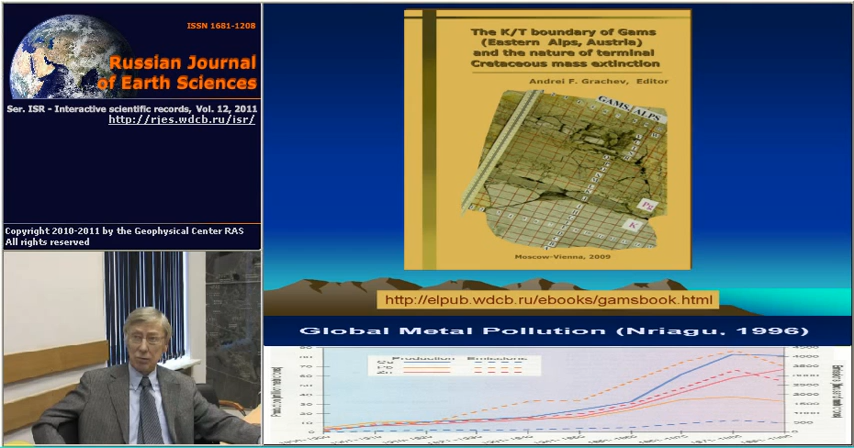 ISSN 1681-1208
Russian Journal
of Earth Sciences
Ser. ISR - Interactive scientific records, Vol. 12, 2011
http://rjes.wdcb.ru/isr/
Copyright 2010-2011 by the Geophysical Center RAS
All rights reserved
The K/T boundary of Gams
(Eastern Alps, Austria)
and the nature of terminal
Cretaceous mass extinction
Andrei F. Grachev, Editor
GAMS, ALPS
Pg
K
Moscow-Vienna, 2009
http://elpub.wdcb.ru/ebooks/gamsbook.html
Global Metal Pollution (Nriagu, 1996)
Production Emissions
Cu
Pb
Zn